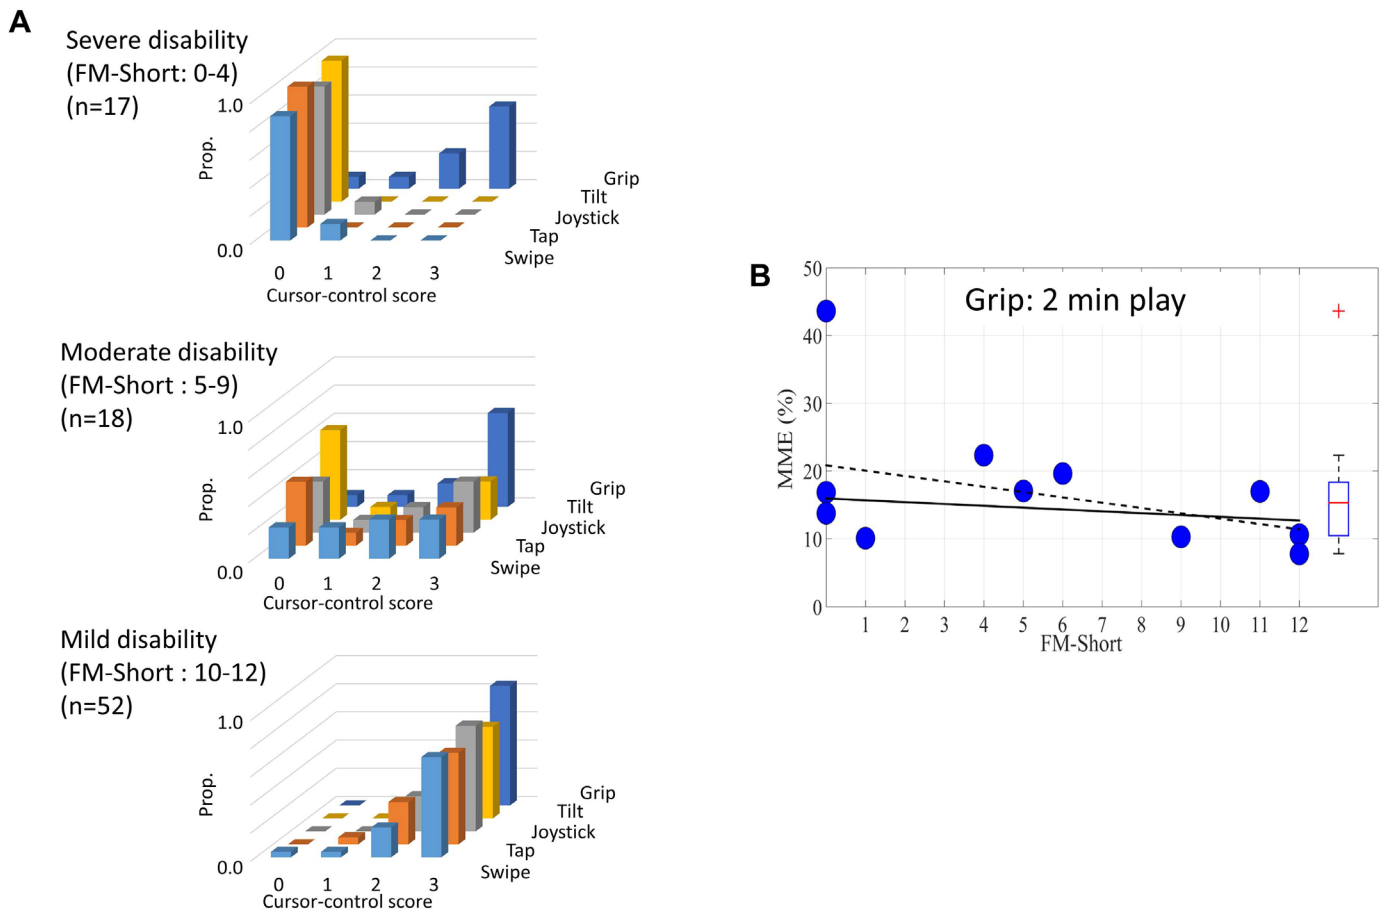 A
Severe disability
(FM-Short: 0-4)
(n=17)
1.0
Prop.
0.0
Grip
Tilt
Joystick
Tap
Swipe
0 1 2 3
Cursor-control score
Moderate disability
(FM-Short : 5-9)
(n=18)
1.0
Prop.
0.0
Grip
Tilt
Joystick
Tap
Swipe
0 1 2 3
Cursor-control score
Mild disability
(FM-Short : 10-12)
(n=52)
1.0
Prop.
0.0
Grip
Tilt
Joystick
Tap
Swipe
0 1 2 3
Cursor-control score
B
Grip: 2 min play
MME (%)
50
40
30
20
10
0
1 2 3 4 5 6 7 8 9 10 11 12
FM-Short